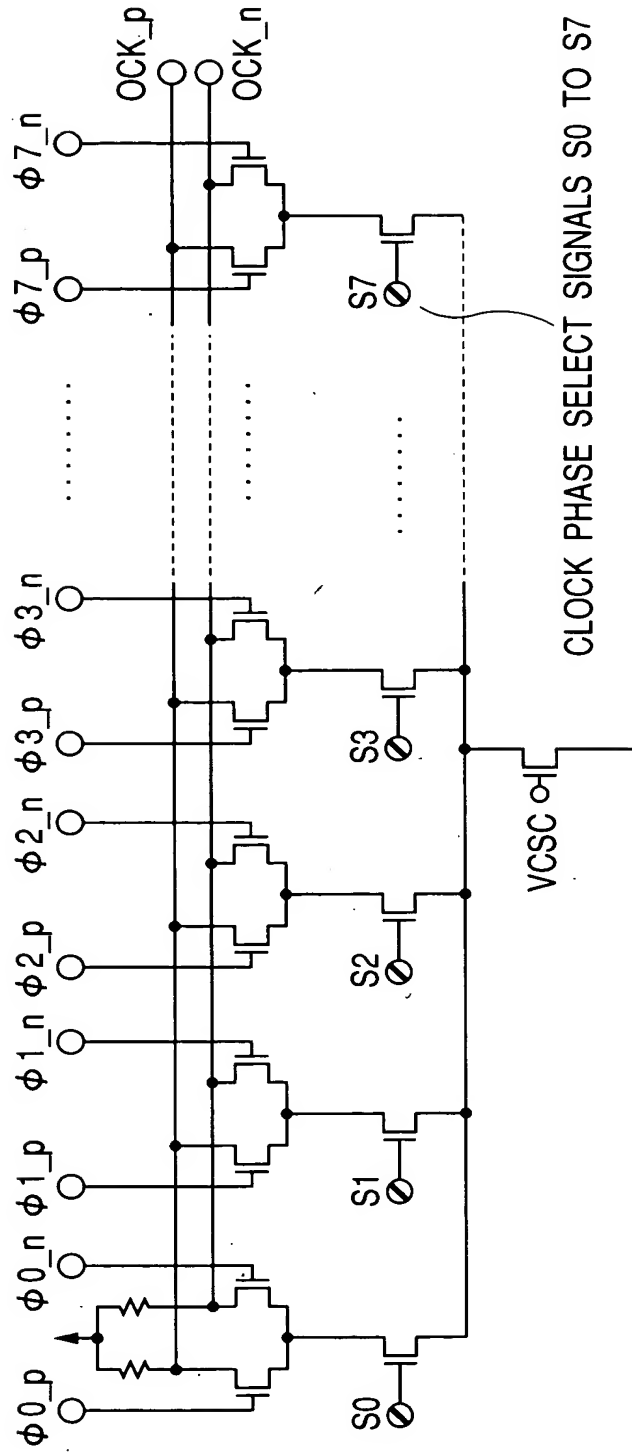 ϕ0_p ϕ0_n ϕ1_p ϕ1_n ϕ2_p ϕ2_n ϕ3_p ϕ3_n ϕ7_p ϕ7_n
OCK_p
OCK_n
S0 S1 S2 S3 S7
VCSC
CLOCK PHASE SELECT SIGNALS S0 TO S7